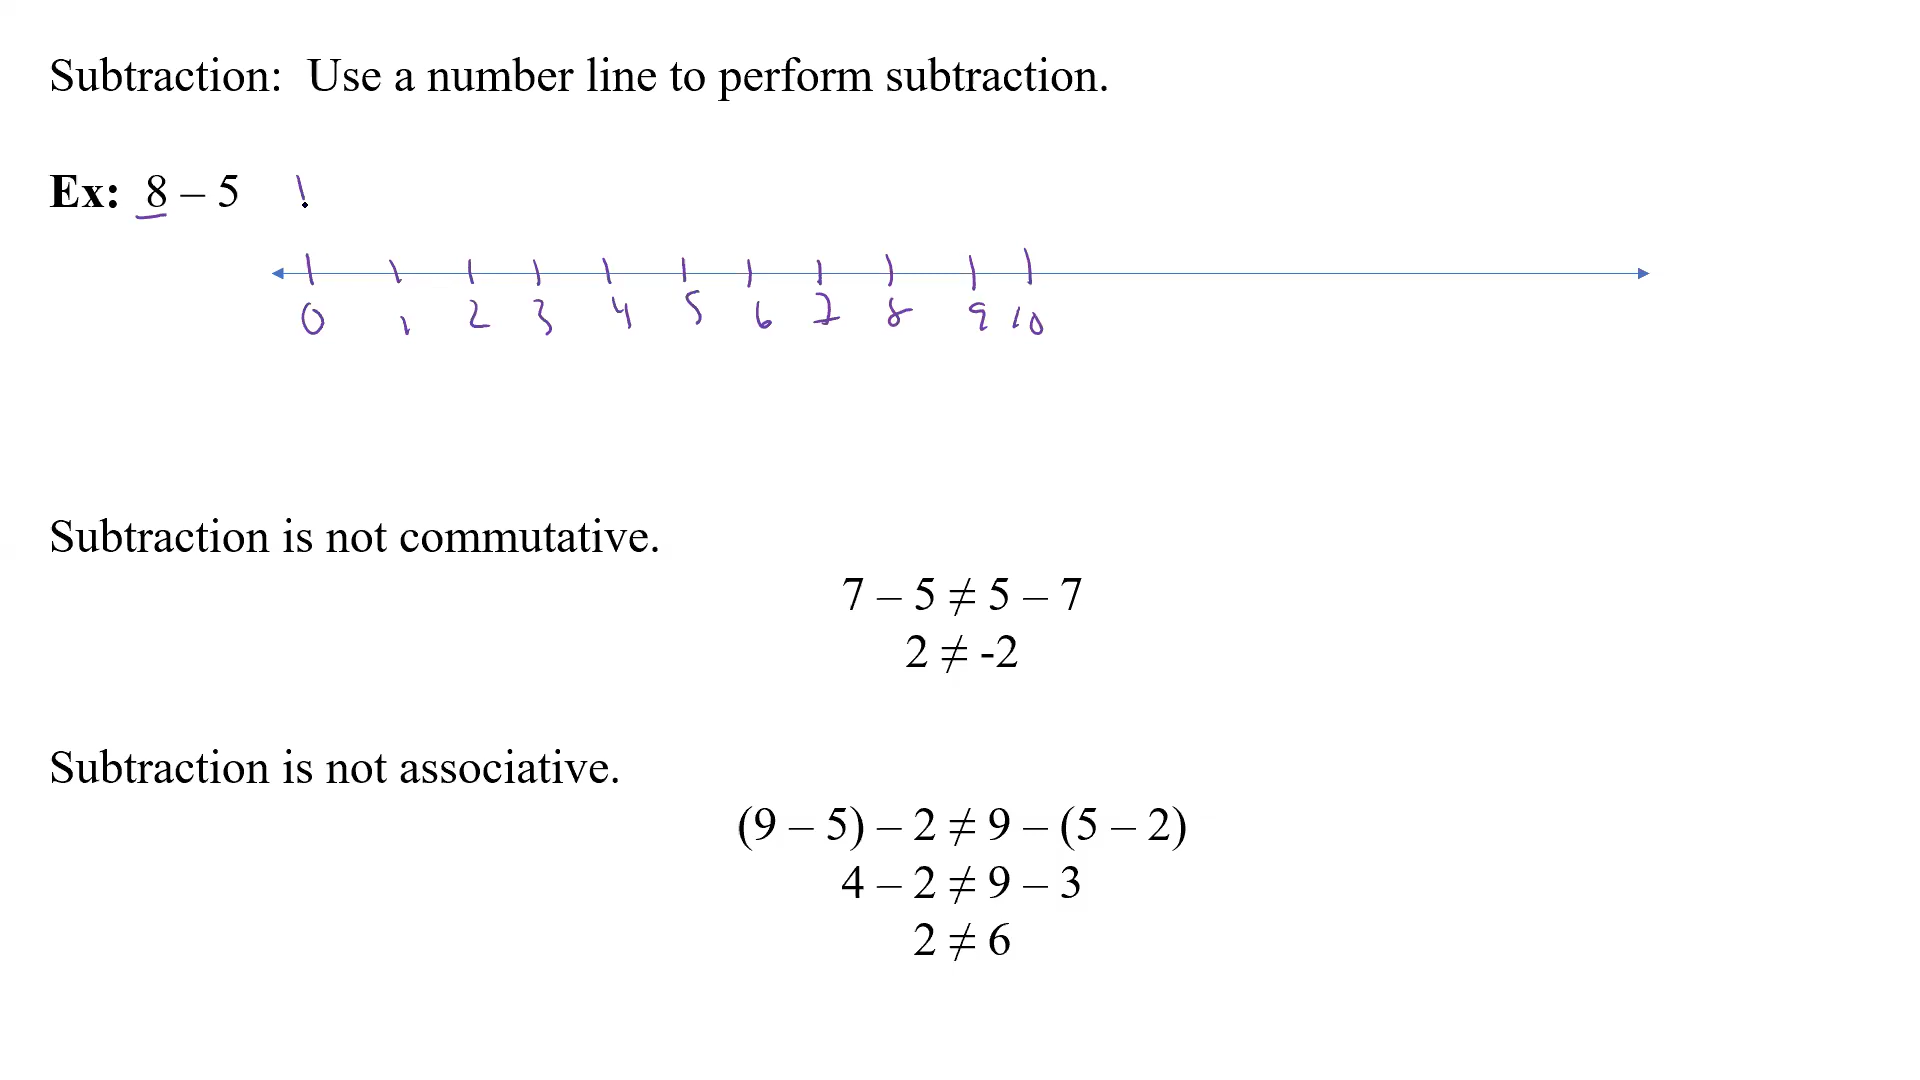 Subtraction:  Use a number line to perform subtraction.
Ex:  8 – 5
0 1 2 3 4 5 6 7 8 9 10
Subtraction is not commutative.
7 – 5 ≠ 5 – 7
2 ≠ -2
Subtraction is not associative.
(9 – 5) – 2 ≠ 9 – (5 – 2)
4 – 2 ≠ 9 – 3
2 ≠ 6